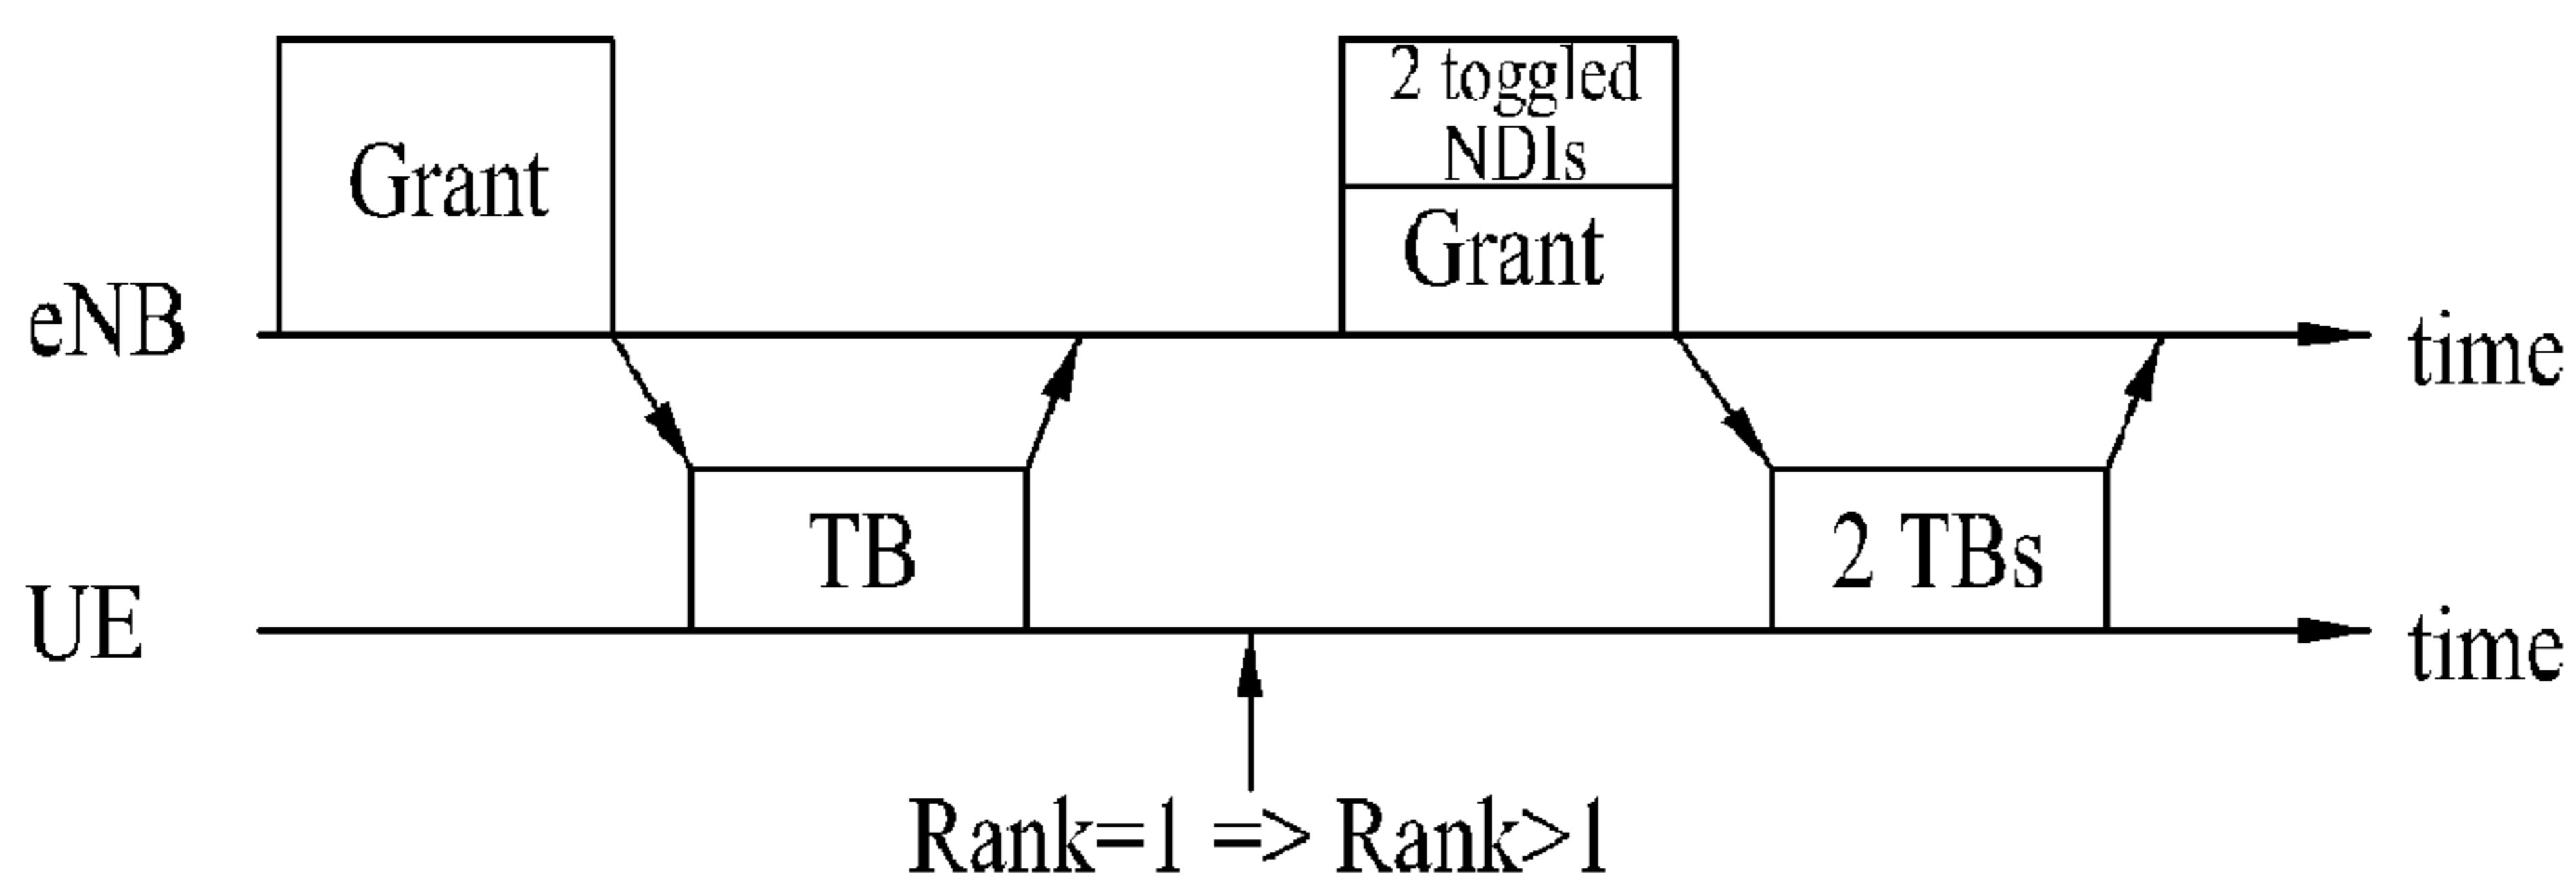 Grant
2 toggled
NDIs
Grant
eNB
time
TB
2 TBs
UE
time
Rank=1 => Rank>1